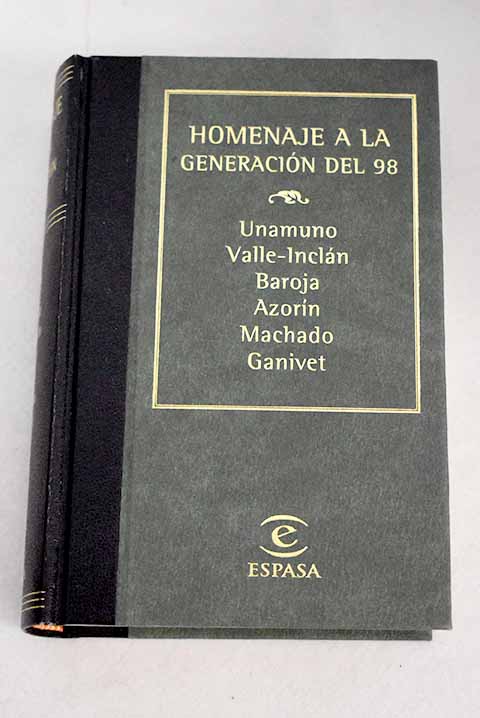 HOMENAJE A LA
GENERACIÓN DEL 98
Unamuno
Valle-Inclán
Baroja
Azorín
Machado
Ganivet
e
ESPASA